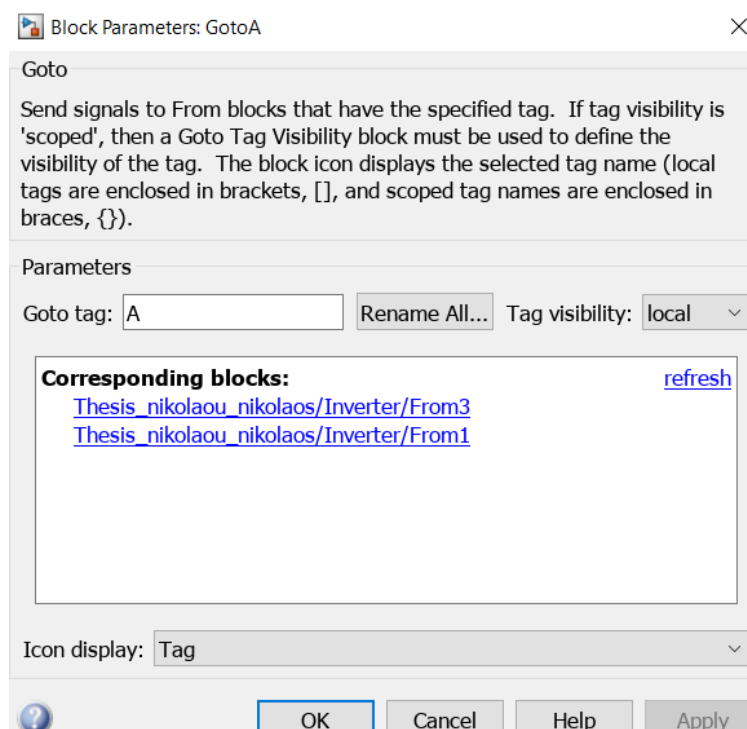 Block Parameters: GotoA
Goto
Send signals to From blocks that have the specified tag.  If tag visibility is
'scoped', then a Goto Tag Visibility block must be used to define the
visibility of the tag.  The block icon displays the selected tag name (local
tags are enclosed in brackets, [], and scoped tag names are enclosed in
braces, {}).
Parameters
Goto tag: A Rename All... Tag visibility: local
Corresponding blocks: refresh
Thesis_nikolaou_nikolaos/Inverter/From3
Thesis_nikolaou_nikolaos/Inverter/From1
Icon display: Tag
? OK Cancel Help Apply